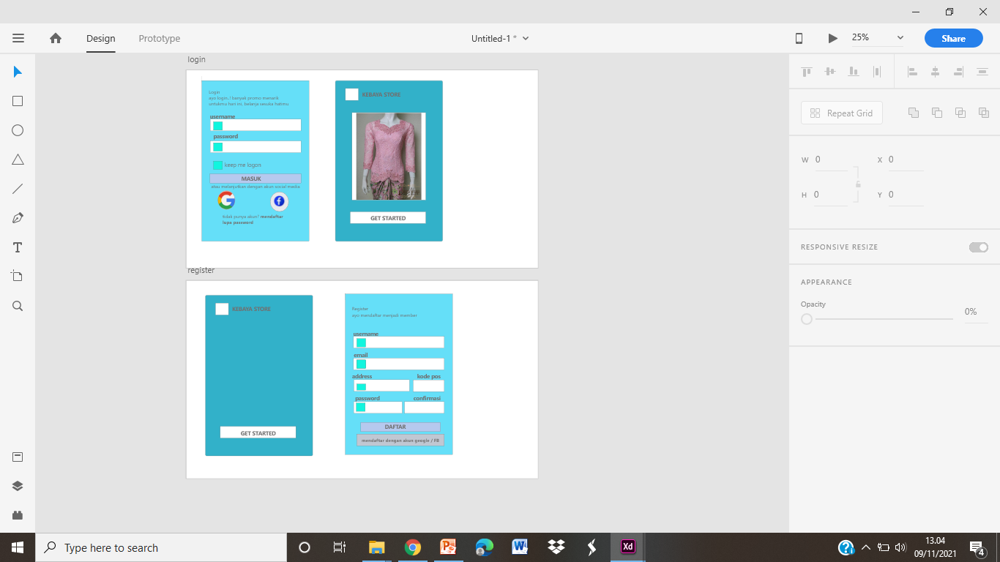 Design
Prototype
Untitled-1 *
25%
Share
login
Login
ayo login..! banyak promo menarik
untukmu hari ini. belanja sesuka hatimu
username
password
keep me logon
MASUK
atau melanjutkan dengan akun social media
tidak punya akun? mendaftar
lupa password
KEBAYA STORE
GET STARTED
register
KEBAYA STORE
GET STARTED
Register
ayo mendaftar menjadi member
username
email
address
kode pos
password
confirmasi
DAFTAR
mendaftar dengan akun google / FB
Repeat Grid
W 0
X 0
H 0
Y 0
RESPONSIVE RESIZE
APPEARANCE
Opacity
0%
Type here to search
Xd
13.04
09/11/2021
4